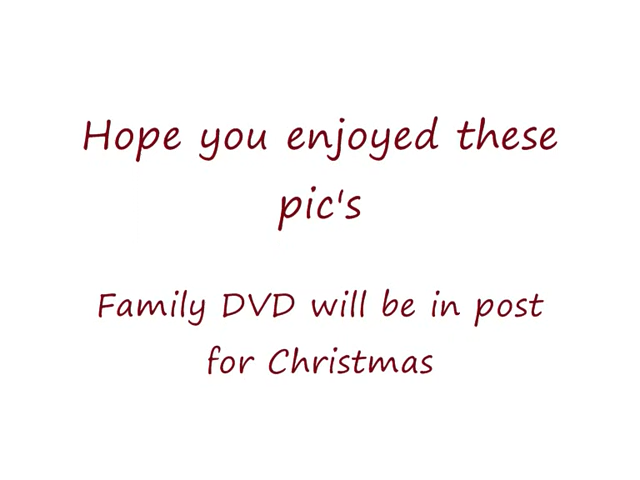 Hope you enjoyed these
pic's
Family DVD will be in post
for Christmas